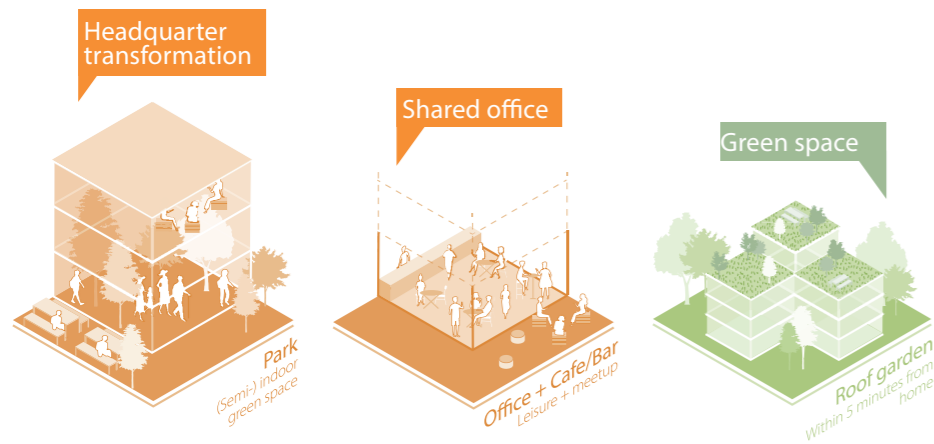 Headquarter
transformation
Park
(Semi-) indoor
green space
Shared office
Office + Cafe/Bar
Leisure + meetup
Green space
Roof garden
Within 5 minutes from
home